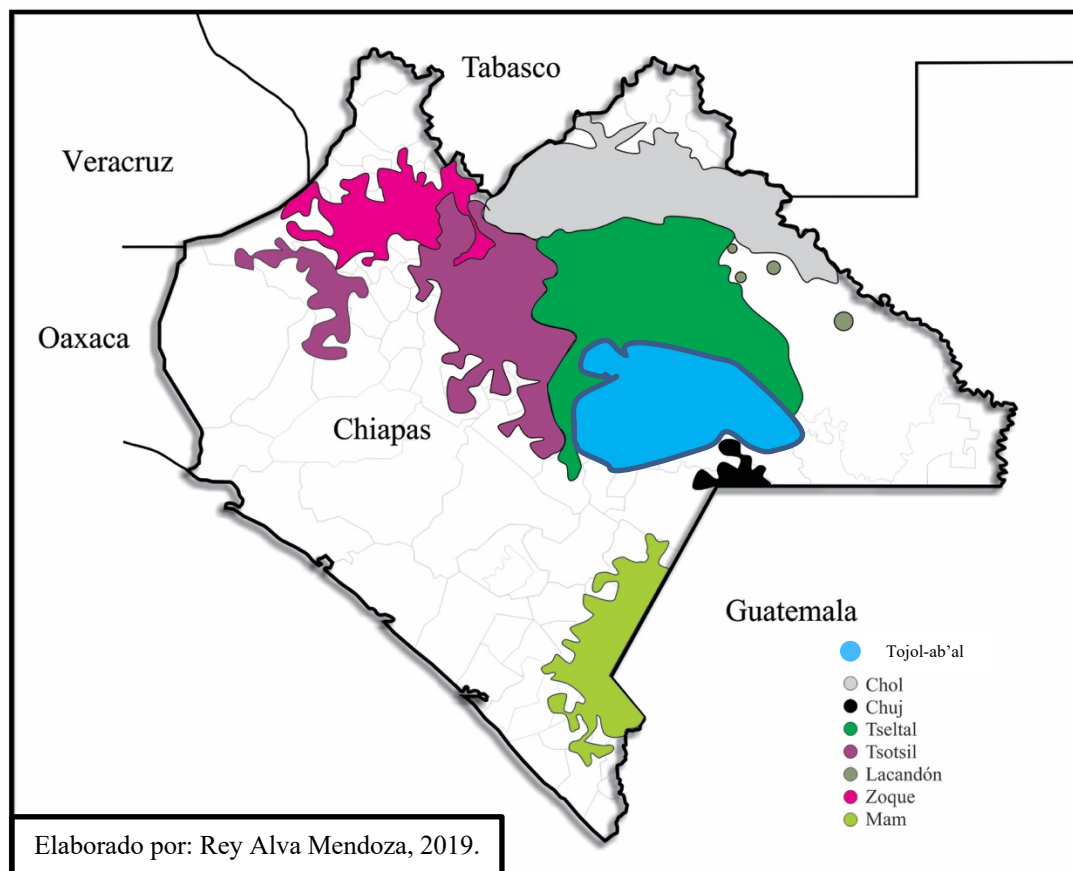 Tabasco
Veracruz
Oaxaca
Chiapas
Guatemala
Tojol-ab’al
Chol
Chuj
Tseltal
Tsotsil
Lacandón
Zoque
Mam
Elaborado por: Rey Alva Mendoza, 2019.